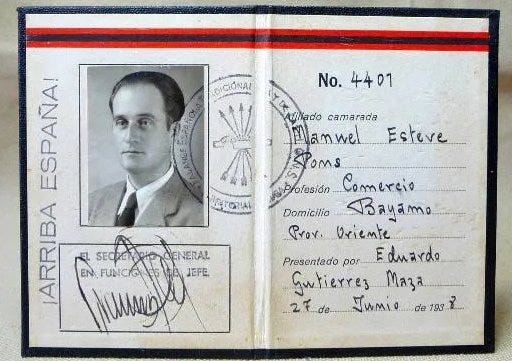 ¡ARRIBA ESPAÑA!
EL SECRETARIO GENERAL
EN FUNCIONES DE JEFE.
No. 4401
Afiliado camarada
Manuel Esteve
Pons
Profesión Comercio
Domicilio Bayamo
Prov. Oriente
Presentado por Eduardo
Gutierrez Maza
27 de Junio de 1938